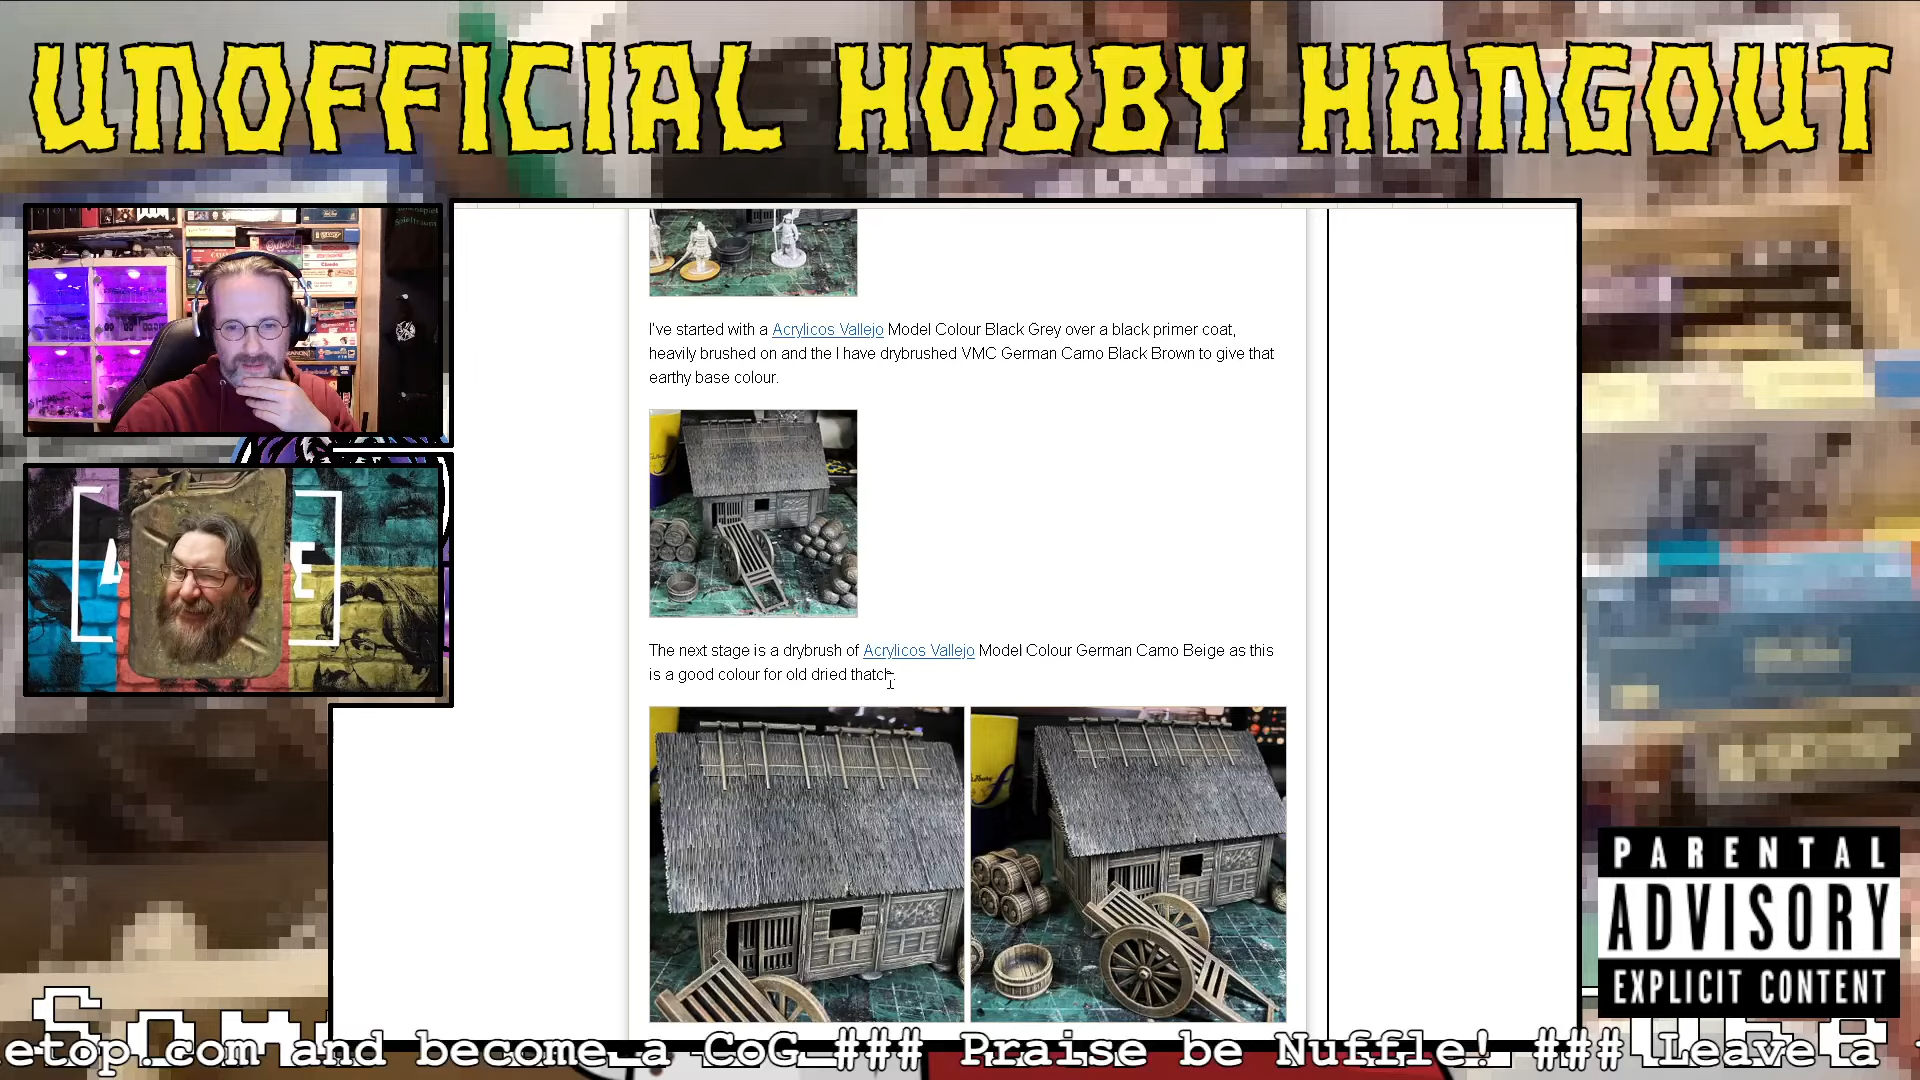 UNOFFICIAL HOBBY HANGOUT
DOOM
I've started with a Acrylicos Vallejo Model Colour Black Grey over a black primer coat,
heavily brushed on and the I have drybrushed VMC German Camo Black Brown to give that
earthy base colour.
The next stage is a drybrush of Acrylicos Vallejo Model Colour German Camo Beige as this
is a good colour for old dried thatch.
PARENTAL
ADVISORY
EXPLICIT CONTENT
etop.com and become a CoG ### Praise be Nuffle! ### Leave a